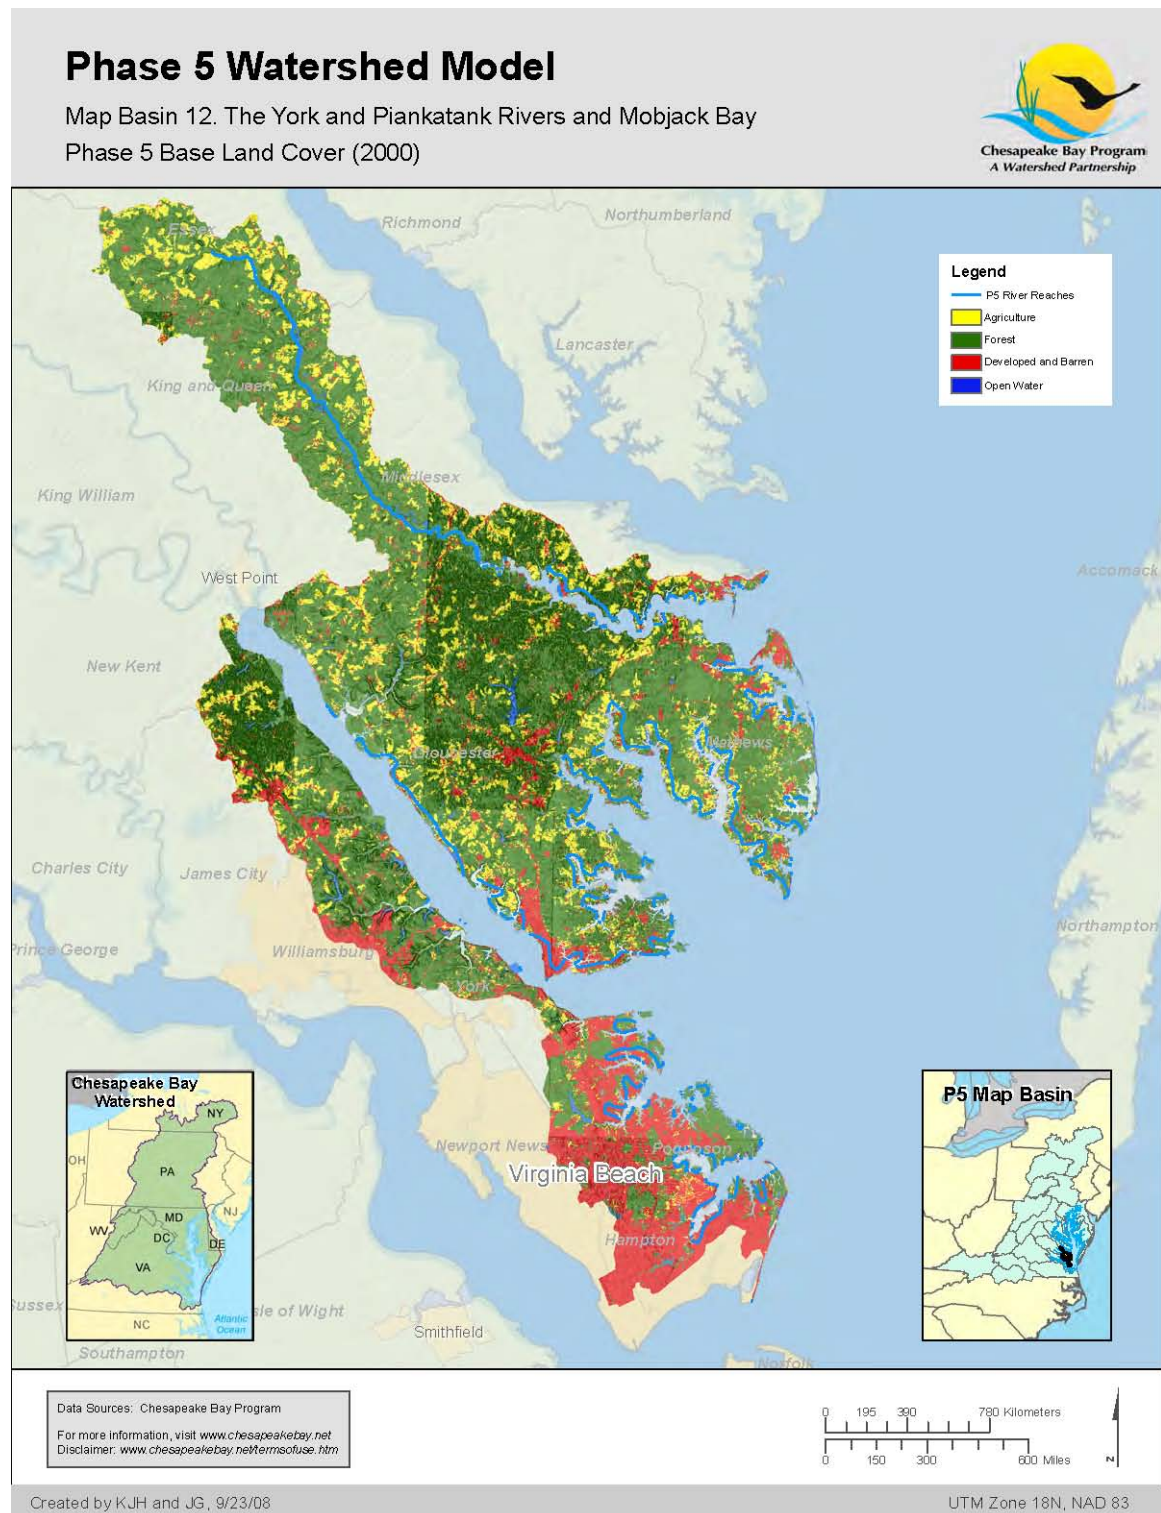 Phase 5 Watershed Model
Map Basin 12. The York and Piankatank Rivers and Mobjack Bay
Phase 5 Base Land Cover (2000)
Chesapeake Bay Program
A Watershed Partnership
Essex
Richmond
Northumberland
Legend
P5 River Reaches
Agriculture
Forest
Developed and Barren
Open Water
Lancaster
King and Queen
Middlesex
King William
West Point
Accomack
New Kent
Gloucester
Mathews
Charles City
James City
Prince George
Williamsburg
Northampton
York
Chesapeake Bay
Watershed
NY
OH
PA
NJ
MD
WV
DC
DE
VA
NC
Atlantic
Ocean
P5 Map Basin
Newport News
Poquoson
Virginia Beach
Hampton
Sussex
Isle of Wight
Smithfield
Southampton
Norfolk
Data Sources: Chesapeake Bay Program
For more information, visit www.chesapeakebay.net
Disclaimer: www.chesapeakebay.net/termsofuse.htm
0 195 390 780 Kilometers
0 150 300 600 Miles
N
Created by KJH and JG, 9/23/08
UTM Zone 18N, NAD 83